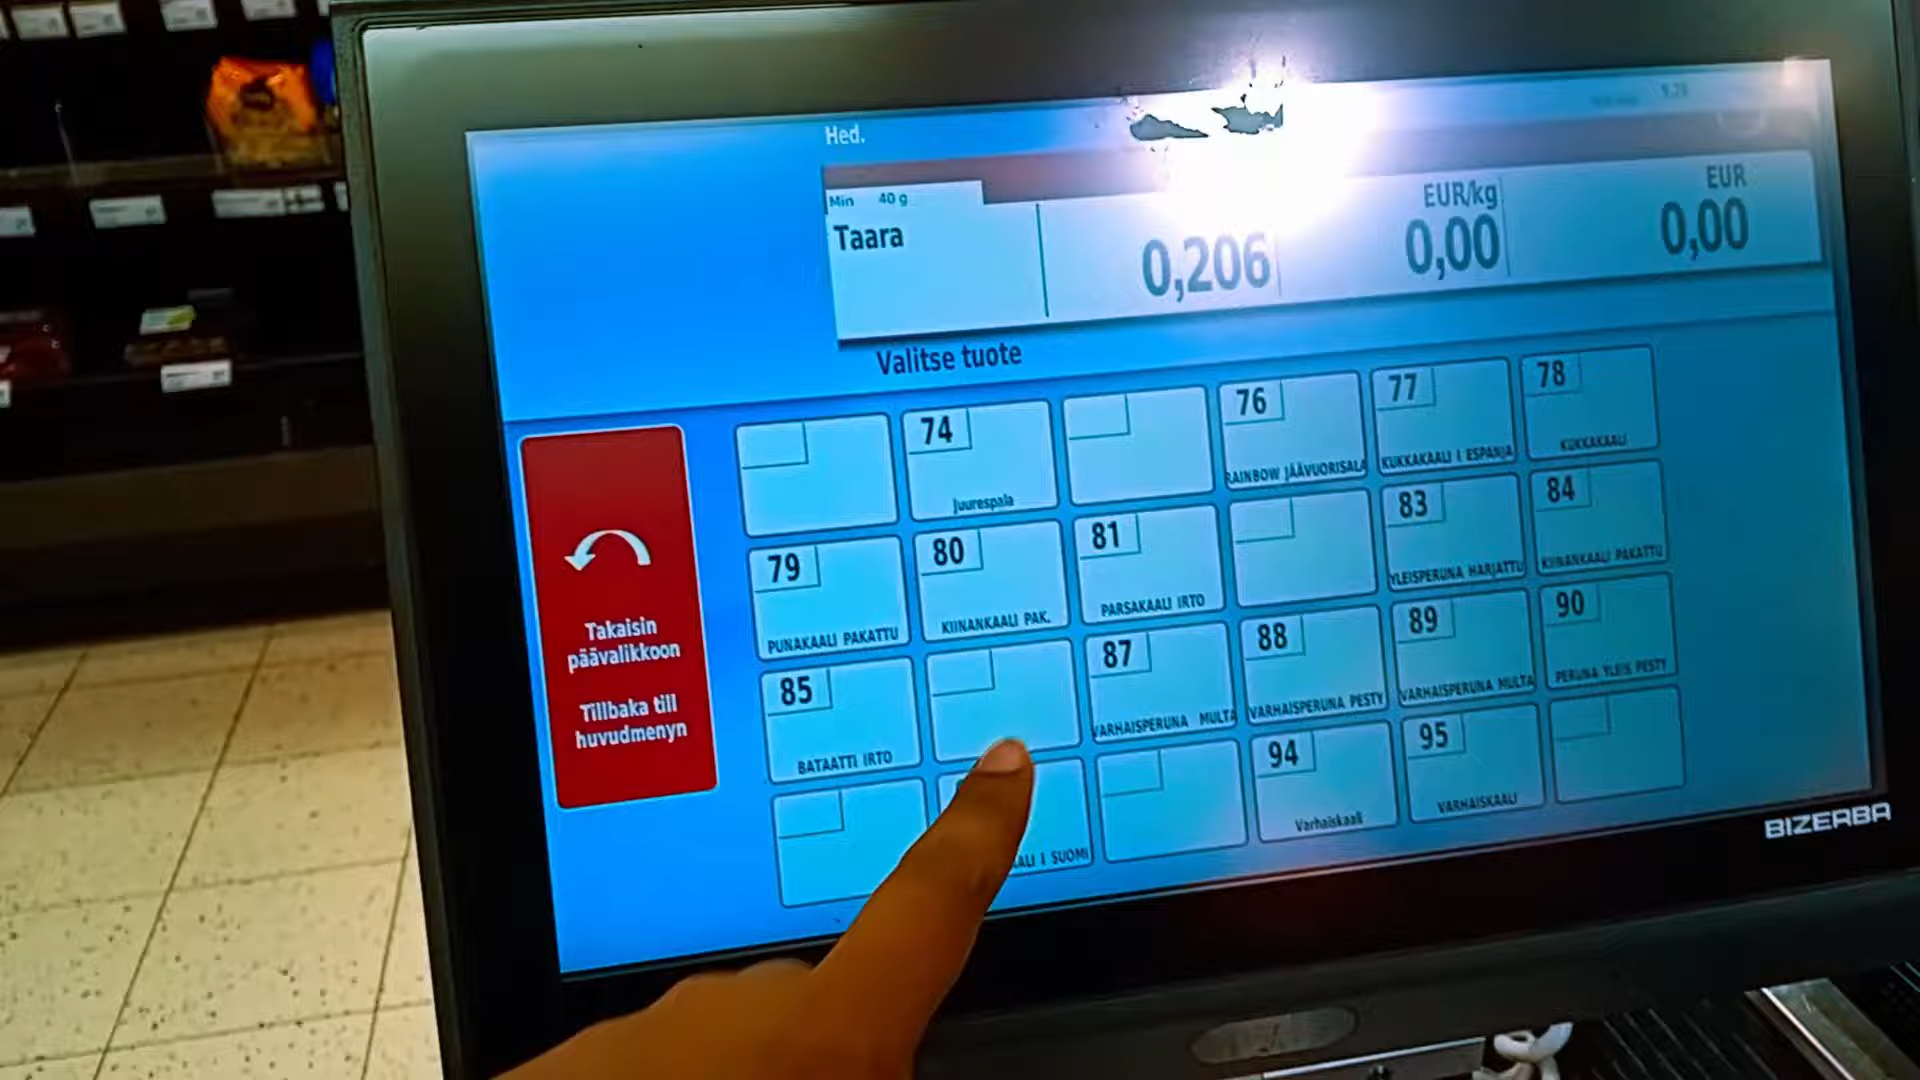 Hed.
9.28
Min 40 g
Taara
0,206
EUR/kg
0,00
EUR
0,00
Valitse tuote
Takaisin
päävalikkoon
Tillbaka till
huvudmenyn
74
Juurespala
76
RAINBOW JÄÄVUORISALA
77
KUKKAKAALI I ESPANJA
78
KUKKAKAALI
79
PUNAKAALI PAKATTU
80
KIINANKAALI PAK.
81
PARSAKAALI IRTO
83
YLEISPERUNA HARJATTU
84
KIINANKAALI PAKATTU
85
BATAATTI IRTO
87
VARHAISPERUNA MULTA
88
VARHAISPERUNA PESTY
89
VARHAISPERUNA MULTA
90
PERUNA YLEIS PESTY
I SUOMI
94
Varhaiskaali
95
VARHAISKAALI
BIZERBA